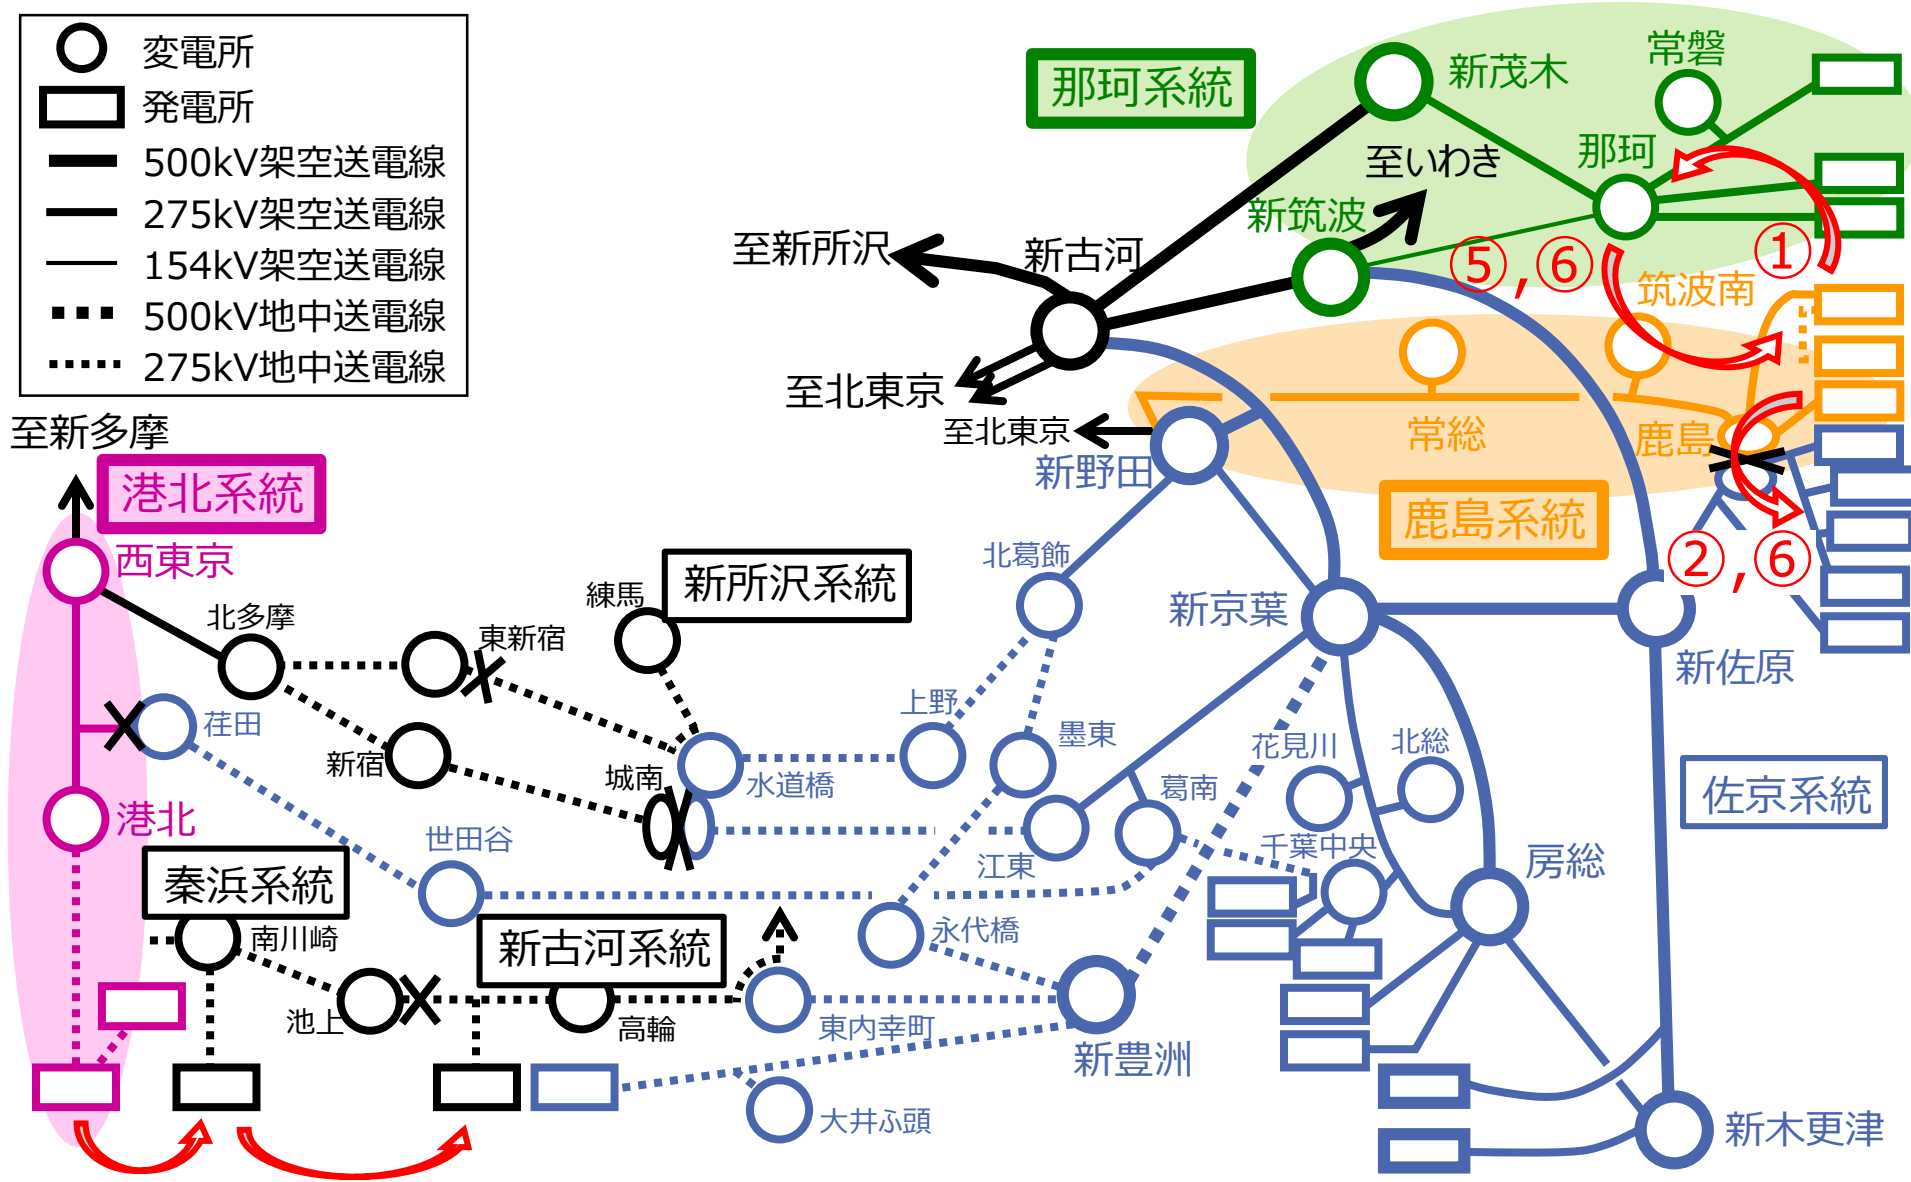 変電所
発電所
500kV架空送電線
275kV架空送電線
154kV架空送電線
500kV地中送電線
275kV地中送電線
那珂系統
新茂木
常磐
那珂
至いわき
新筑波
⑤,⑥
①
至新所沢
新古河
筑波南
至北東京
至北東京
常総
鹿島
新野田
鹿島系統
②,⑥
至新多摩
港北系統
西東京
新所沢系統
北葛飾
練馬
北多摩
東新宿
新京葉
新佐原
荏田
上野
墨東
花見川
北総
新宿
城南
水道橋
葛南
佐京系統
港北
世田谷
江東
千葉中央
房総
秦浜系統
南川崎
新古河系統
永代橋
池上
高輪
東内幸町
新豊洲
大井ふ頭
新木更津